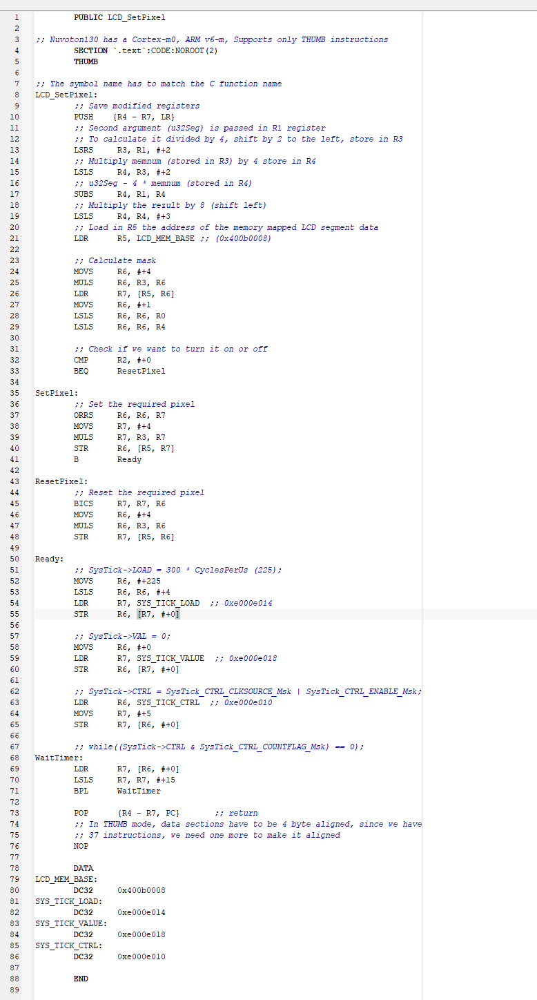 1 PUBLIC LCD_SetPixel
2
3 ;; Nuvoton130 has a Cortex-m0, ARM v6-m, Supports only THUMB instructions
4 SECTION `.text`:CODE:NOROOT(2)
5 THUMB
6
7 ;; The symbol name has to match the C function name
8 LCD_SetPixel:
9 ;; Save modified registers
10 PUSH {R4 - R7, LR}
11 ;; Second argument (u32Seg) is passed in R1 register
12 ;; To calculate it divided by 4, shift by 2 to the left, store in R3
13 LSRS R3, R1, #+2
14 ;; Multiply memnum (stored in R3) by 4 store in R4
15 LSLS R4, R3, #+2
16 ;; u32Seg - 4 * memnum (stored in R4)
17 SUBS R4, R1, R4
18 ;; Multiply the rezult by 8 (shift left)
19 LSLS R4, R4, #+3
20 ;; Load in R5 the address of the memory mapped LCD segment data
21 LDR R5, LCD_MEM_BASE ;; (0x400b0008)
22
23 ;; Calculate mask
24 MOVS R6, #+4
25 MULS R6, R3, R6
26 LDR R7, [R5, R6]
27 MOVS R6, #+1
28 LSLS R6, R6, R0
29 LSLS R6, R6, R4
30
31 ;; Check if we want to turn it on or off
32 CMP R2, #+0
33 BEQ ResetPixel
34
35 SetPixel:
36 ;; Set the required pixel
37 ORRS R6, R6, R7
38 MOVS R7, #+4
39 MULS R7, R3, R7
40 STR R6, [R5, R7]
41 B Ready
42
43 ResetPixel:
44 ;; Reset the required pixel
45 BICS R7, R7, R6
46 MOVS R6, #+4
47 MULS R6, R3, R6
48 STR R7, [R5, R6]
49
50 Ready:
51 ;; SysTick->LOAD = 300 * CyclesPerUs (225);
52 MOVS R6, #+225
53 LSLS R6, R6, #+4
54 LDR R7, SYS_TICK_LOAD ;; 0xe000e014
55 STR R6, [R7, #+0]
56
57 ;; SysTick->VAL = 0;
58 MOVS R6, #+0
59 LDR R7, SYS_TICK_VALUE ;; 0xe000e018
60 STR R6, [R7, #+0]
61
62 ;; SysTick->CTRL = SysTick_CTRL_CLKSOURCE_Msk | SysTick_CTRL_ENABLE_Msk;
63 LDR R6, SYS_TICK_CTRL ;; 0xe000e010
64 MOVS R7, #+5
65 STR R7, [R6, #+0]
66
67 ;; while((SysTick->CTRL & SysTick_CTRL_COUNTFLAG_Msk) == 0);
68 WaitTimer:
69 LDR R7, [R6, #+0]
70 LSLS R7, R7, #+15
71 BPL WaitTimer
72
73 POP {R4 - R7, PC} ;; return
74 ;; In THUMB mode, data sections have to be 4 byte aligned, since we have
75 ;; 37 instructions, we need one more to make it aligned
76 NOP
77
78 DATA
79 LCD_MEM_BASE:
80 DC32 0x400b0008
81 SYS_TICK_LOAD:
82 DC32 0xe000e014
83 SYS_TICK_VALUE:
84 DC32 0xe000e018
85 SYS_TICK_CTRL:
86 DC32 0xe000e010
87
88 END
89